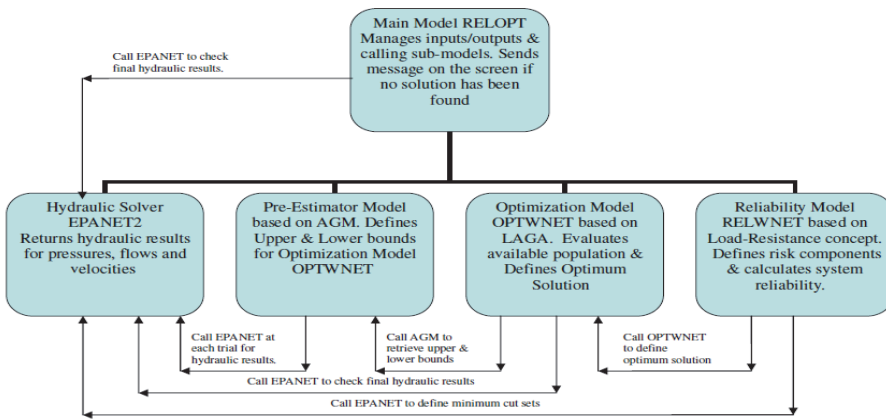 Main Model RELOPT
Manages inputs/outputs &
calling sub-models. Sends
message on the screen if
no solution has been
found
Call EPANET to check
final hydraulic results.
Hydraulic Solver
EPANET2
Returns hydraulic results
for pressures, flows and
velocities
Pre-Estimator Model
based on AGM. Defines
Upper & Lower bounds
for Optimization Model
OPTWNET
Optimization Model
OPTWNET based on
LAGA. Evaluates
available population &
Defines Optimum
Solution
Reliability Model
RELWNET based on
Load-Resistance concept.
Defines risk components
& calculates system
reliability.
Call EPANET at
each trial for
hydraulic results.
Call AGM to
retrieve upper &
lower bounds
Call OPTWNET
to define
optimum solution
Call EPANET to check final hydraulic results
Call EPANET to define minimum cut sets